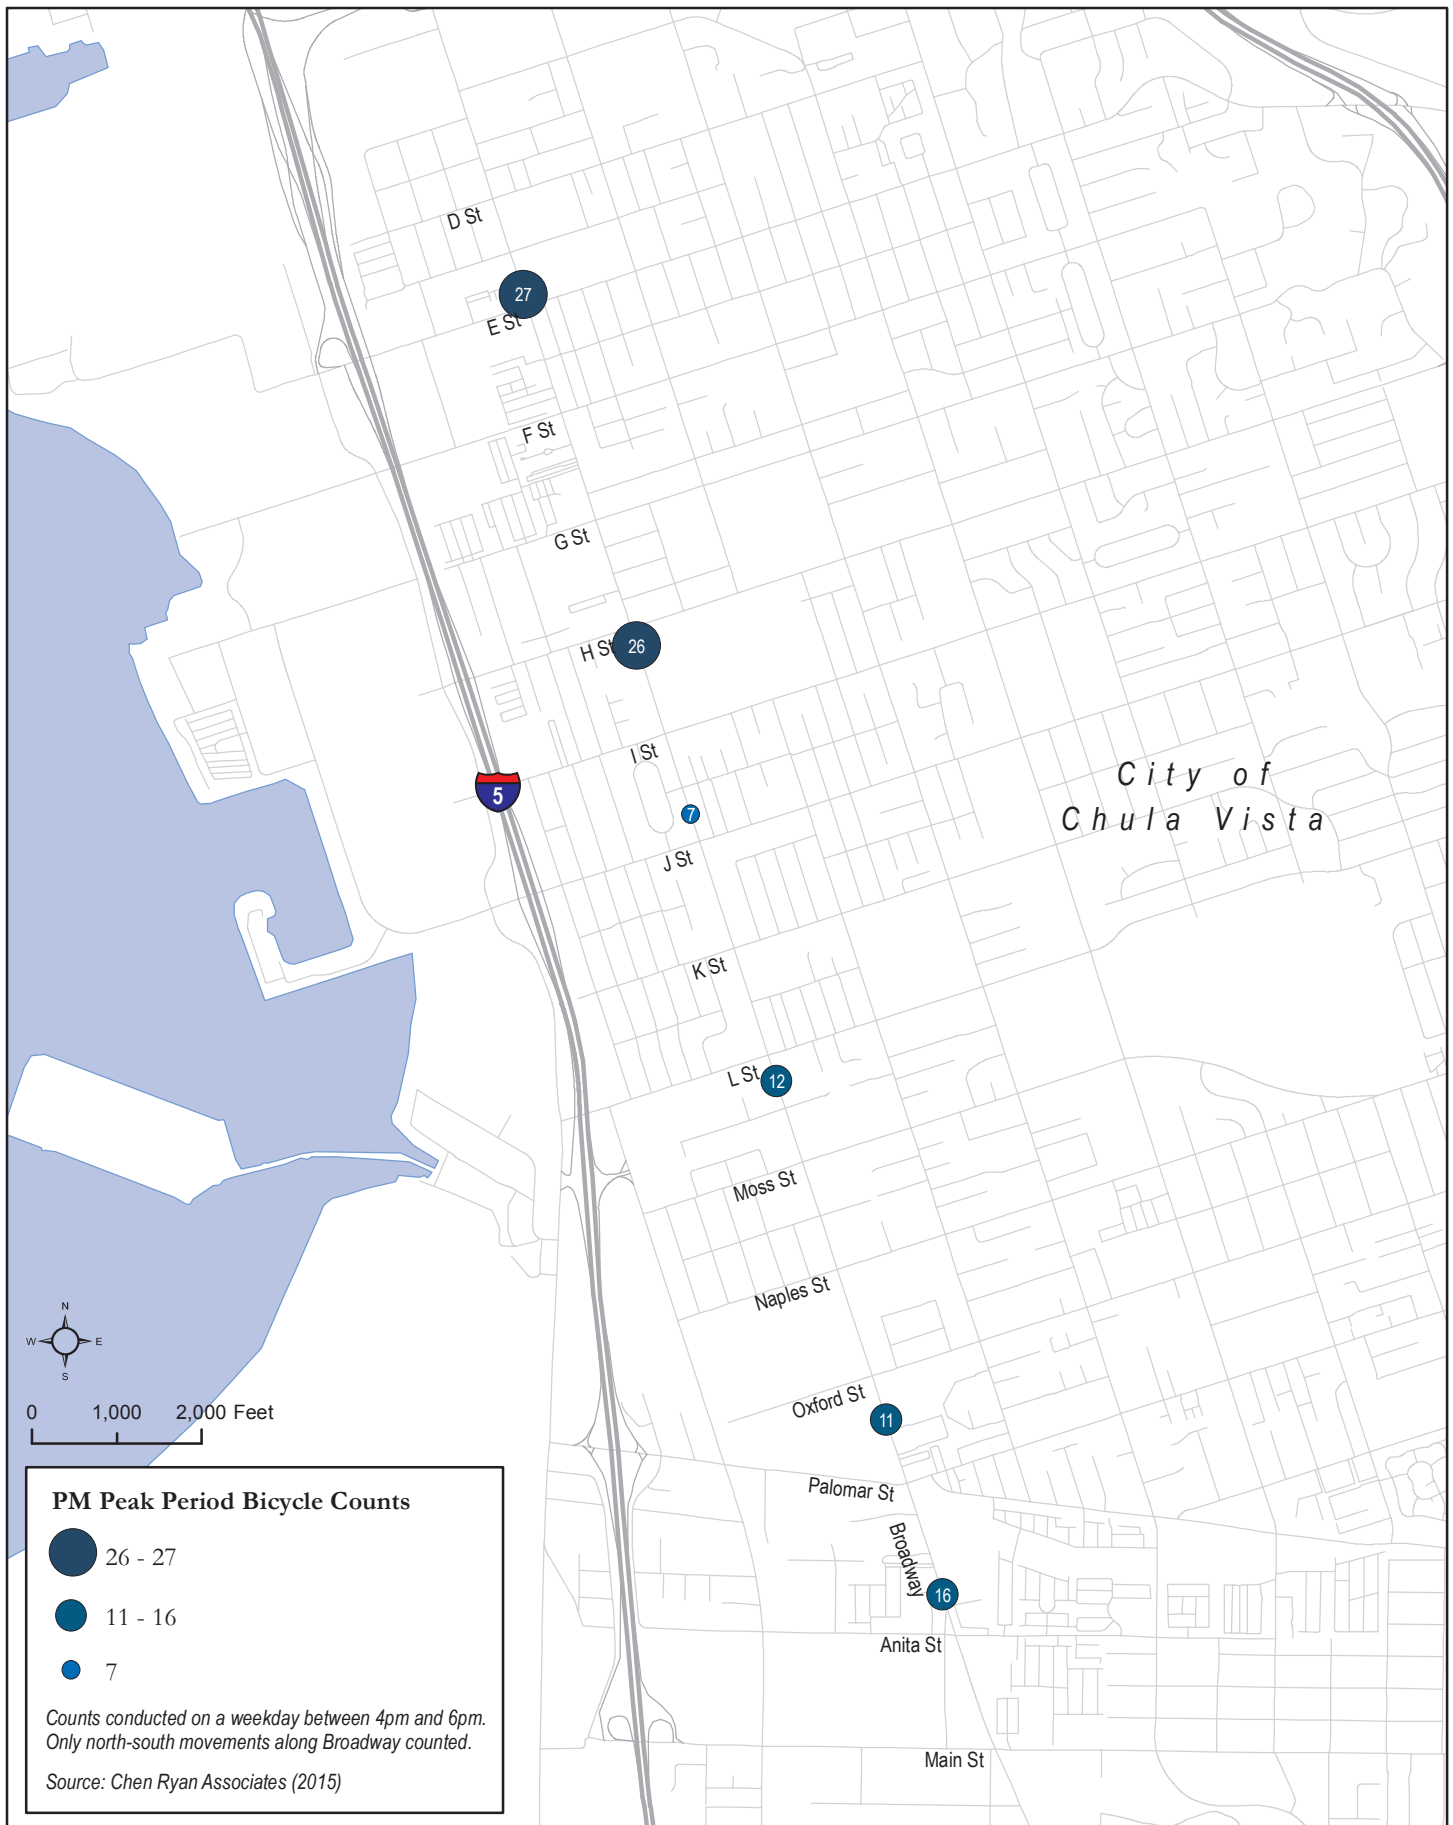 D St
27
E St
F St
G St
H St
26
I St
5
7
City of
Chula Vista
J St
K St
L St
12
Moss St
Naples St
N
W
E
S
Oxford St
11
0
1,000
2,000 Feet
Palomar St
Broadway
16
Anita St
Main St
PM Peak Period Bicycle Counts
26 - 27
11 - 16
7
Counts conducted on a weekday between 4pm and 6pm.
Only north-south movements along Broadway counted.
Source: Chen Ryan Associates (2015)